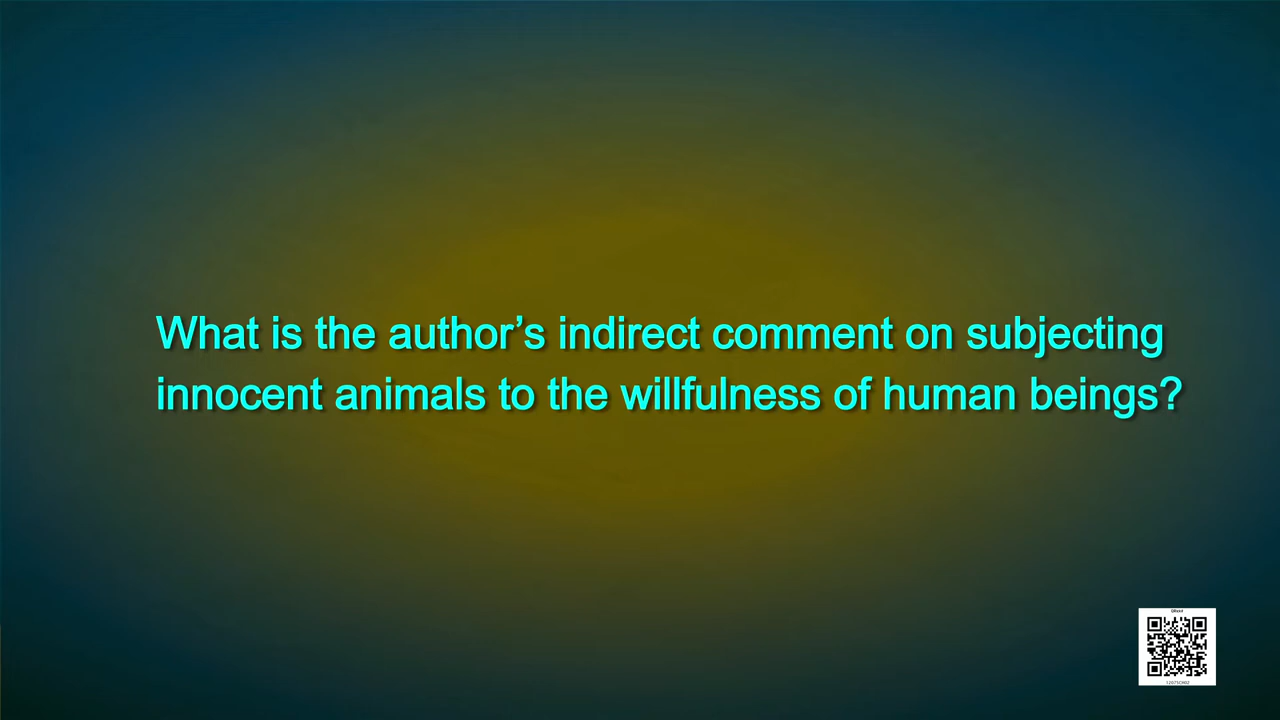 What is the author’s indirect comment on subjecting
innocent animals to the willfulness of human beings?